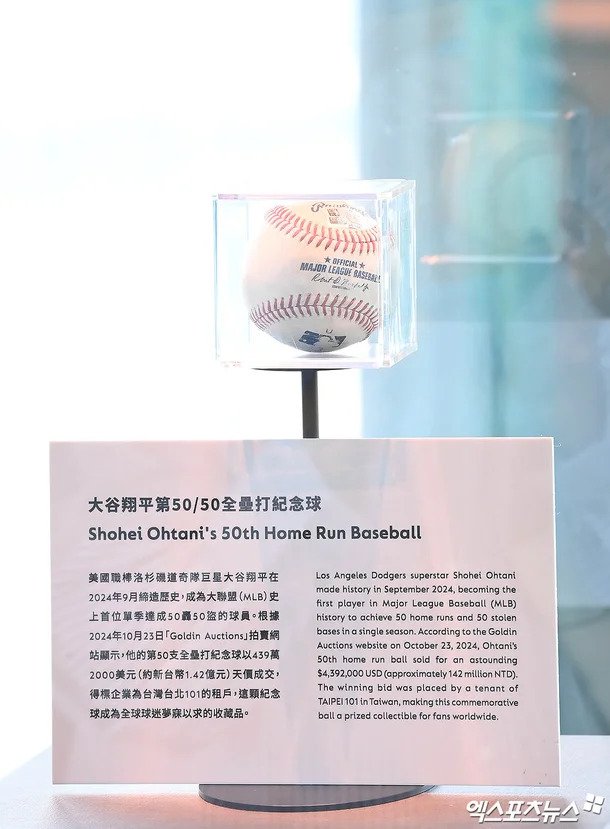 ★ OFFICIAL ★
MAJOR LEAGUE BASEBALL
大谷翔平第50/50全壘打紀念球
Shohei Ohtani's 50th Home Run Baseball
美國職棒洛杉磯道奇隊巨星大谷翔平在
2024年9月締造歷史，成為大聯盟（MLB）史
上首位單季達成50轟50盜的球員。根據
2024年10月23日「Goldin Auctions」拍賣網
站顯示，他的第50支全壘打紀念球以439萬
2000美元（約新台幣1.42億元）天價成交，
得標企業為台灣台北101的租戶，這顆紀念
球成為全球球迷夢寐以求的收藏品。
Los Angeles Dodgers superstar Shohei Ohtani
made history in September 2024, becoming the
first player in Major League Baseball (MLB)
history to achieve 50 home runs and 50 stolen
bases in a single season. According to the Goldin
Auctions website on October 23, 2024, Ohtani's
50th home run ball sold for an astounding
$4,392,000 USD (approximately 142 million NTD).
The winning bid was placed by a tenant of
TAIPEI 101 in Taiwan, making this commemorative
ball a prized collectible for fans worldwide.
엑스포츠뉴스